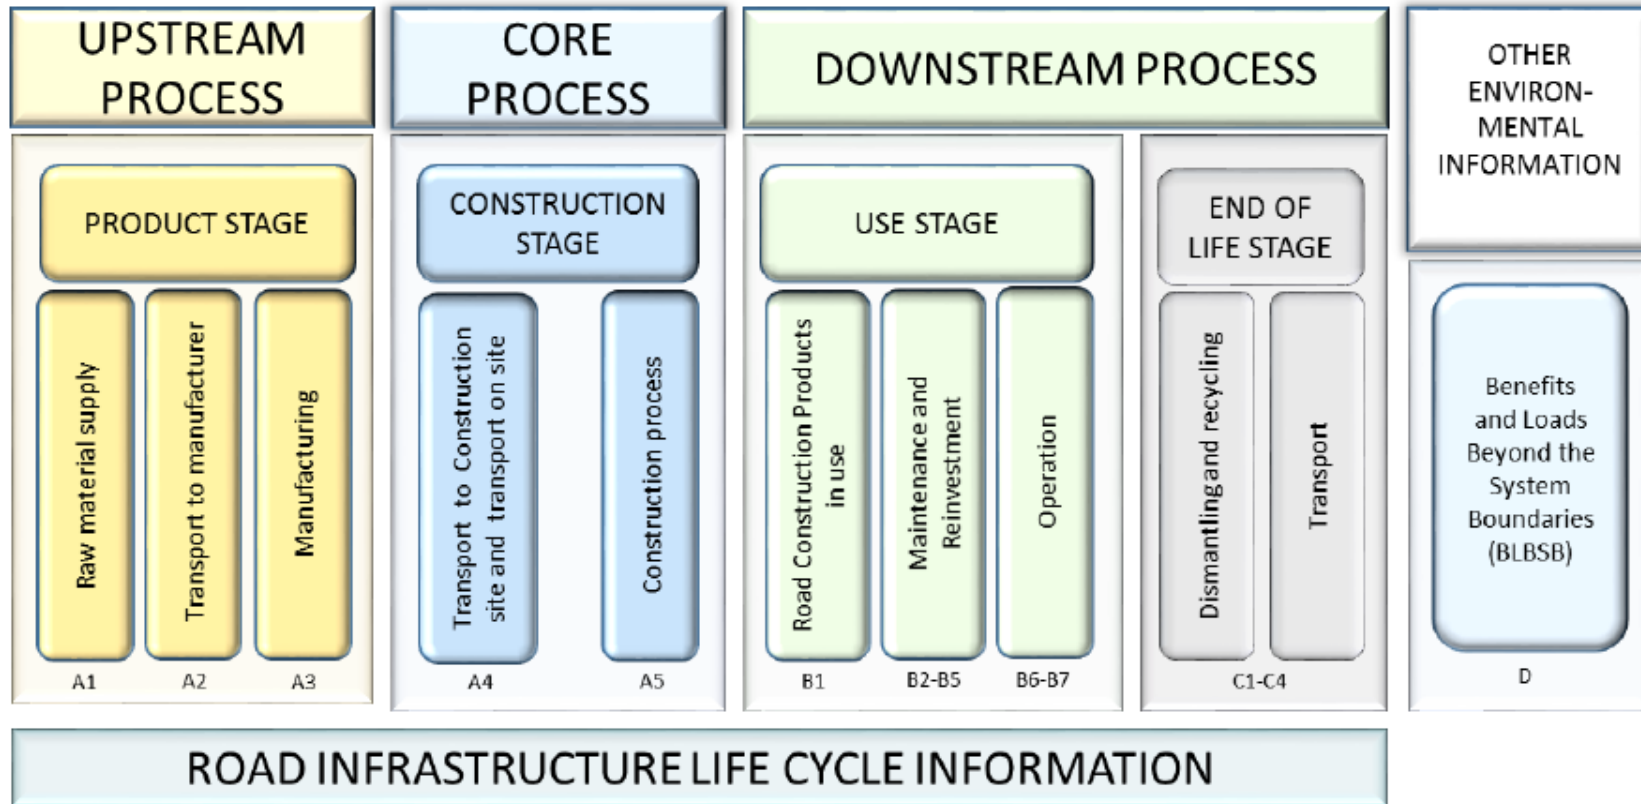 UPSTREAM
PROCESS
CORE
PROCESS
DOWNSTREAM PROCESS
OTHER
ENVIRON-
MENTAL
INFORMATION
PRODUCT STAGE
CONSTRUCTION
STAGE
USE STAGE
END OF
LIFE STAGE
Raw material supply
Transport to manufacturer
Manufacturing
Transport to Construction
site and transport on site
Construction process
Road Construction Products
in use
Maintenance and
Reinvestment
Operation
Dismantling and recycling
Transport
Benefits
and Loads
Beyond the
System
Boundaries
(BLBSB)
A1
A2
A3
A4
A5
B1
B2-B5
B6-B7
C1-C4
D
ROAD INFRASTRUCTURE LIFE CYCLE INFORMATION